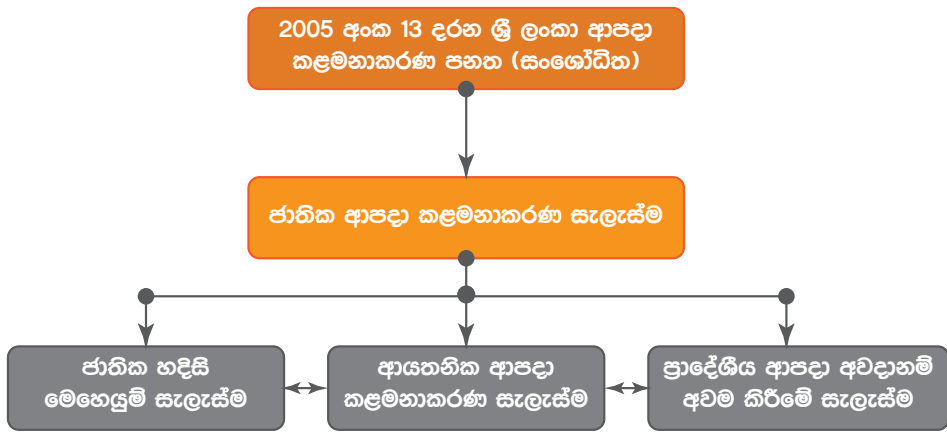 2005 අංක 13 දරන ශ්‍රී ලංකා ආපදා
කළමනාකරණ පනත (සංශෝධිත)
ජාතික ආපදා කළමනාකරණ සැලැස්ම
ජාතික හදිසි
මෙහෙයුම් සැලැස්ම
ආයතනික ආපදා
කළමනාකරණ සැලැස්ම
ප්‍රාදේශීය ආපදා අවදානම්
අවම කිරීමේ සැලැස්ම